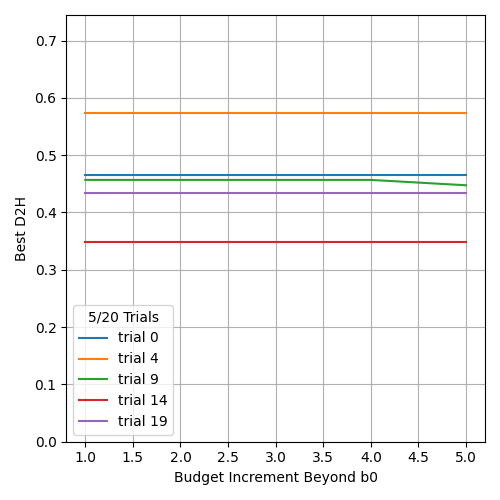 0.7
0.6
0.5
0.4
0.3
0.2
0.1
0.0
Best D2H
5/20 Trials
trial 0
trial 4
trial 9
trial 14
trial 19
1.0 1.5 2.0 2.5 3.0 3.5 4.0 4.5 5.0
Budget Increment Beyond b0